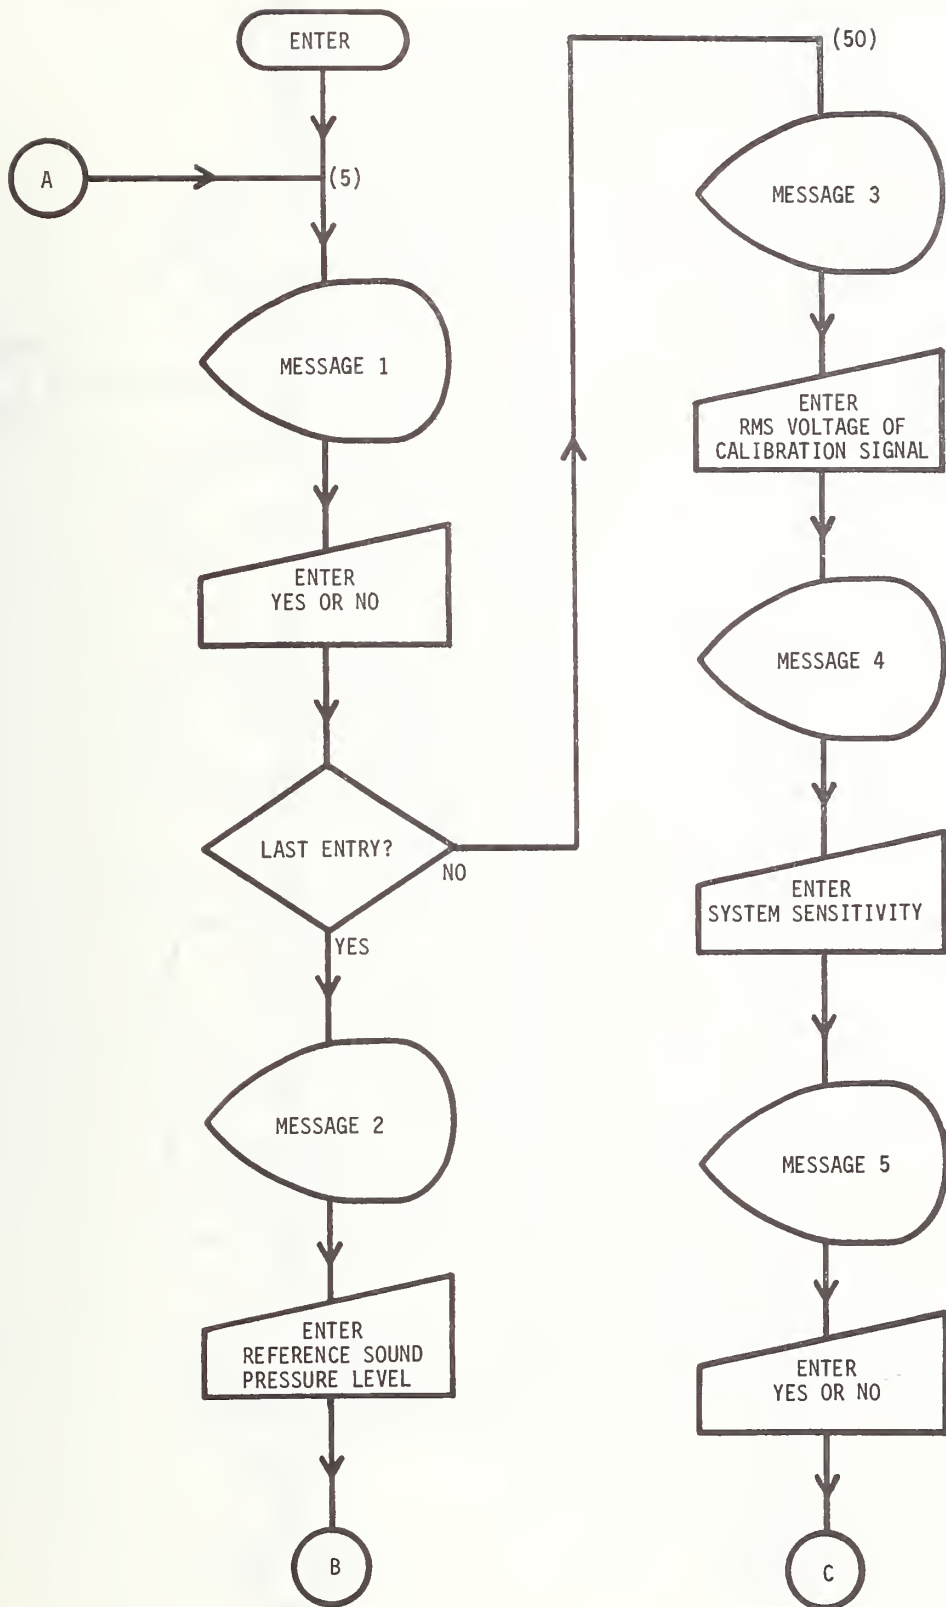 ENTER
A
(5)
MESSAGE 1
ENTER
YES OR NO
LAST ENTRY?
NO
YES
MESSAGE 2
ENTER
REFERENCE SOUND
PRESSURE LEVEL
B
(50)
MESSAGE 3
ENTER
RMS VOLTAGE OF
CALIBRATION SIGNAL
MESSAGE 4
ENTER
SYSTEM SENSITIVITY
MESSAGE 5
ENTER
YES OR NO
C